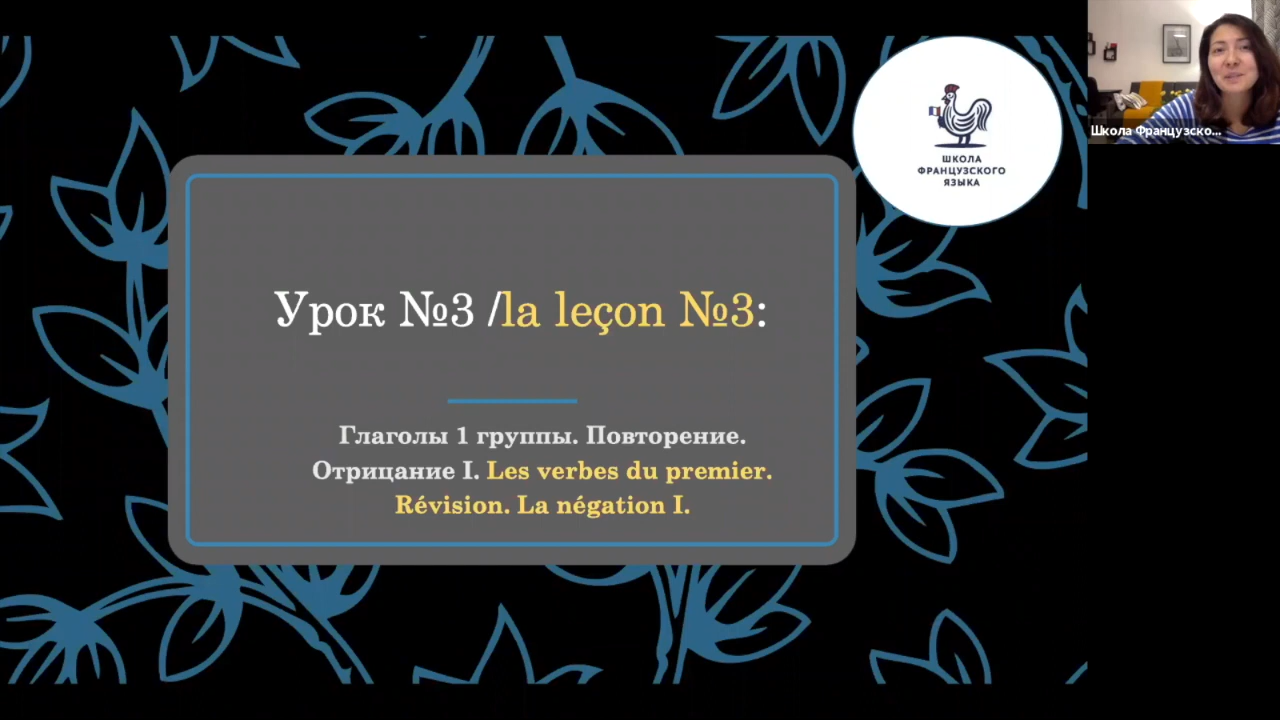 Школа Французско...
ШКОЛА
ФРАНЦУЗСКОГО
ЯЗЫКА
Урок №3 /la leçon №3:
Глаголы 1 группы. Повторение.
Отрицание I. Les verbes du premier.
Révision. La négation I.